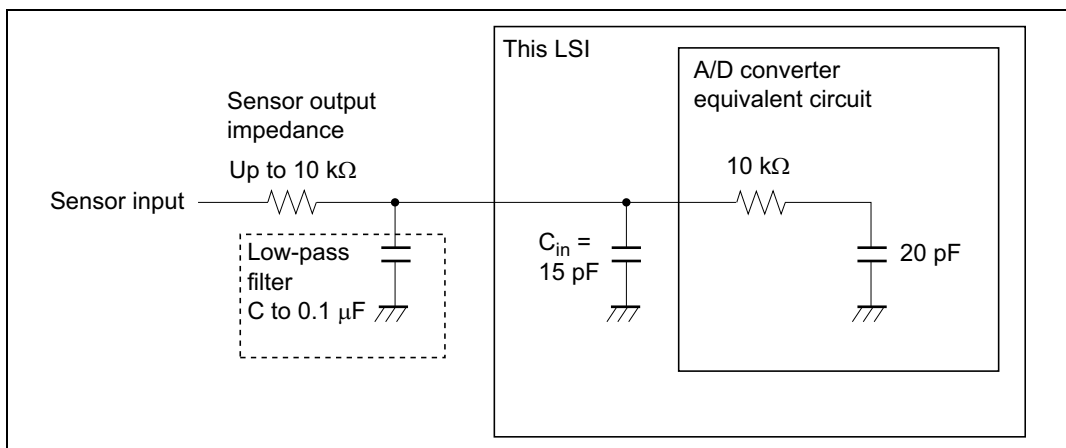 This LSI
A/D converter
equivalent circuit
Sensor output
impedance
Up to 10 kΩ
10 kΩ
Sensor input
Low-pass
filter
C to 0.1 μF
Cin =
15 pF
20 pF